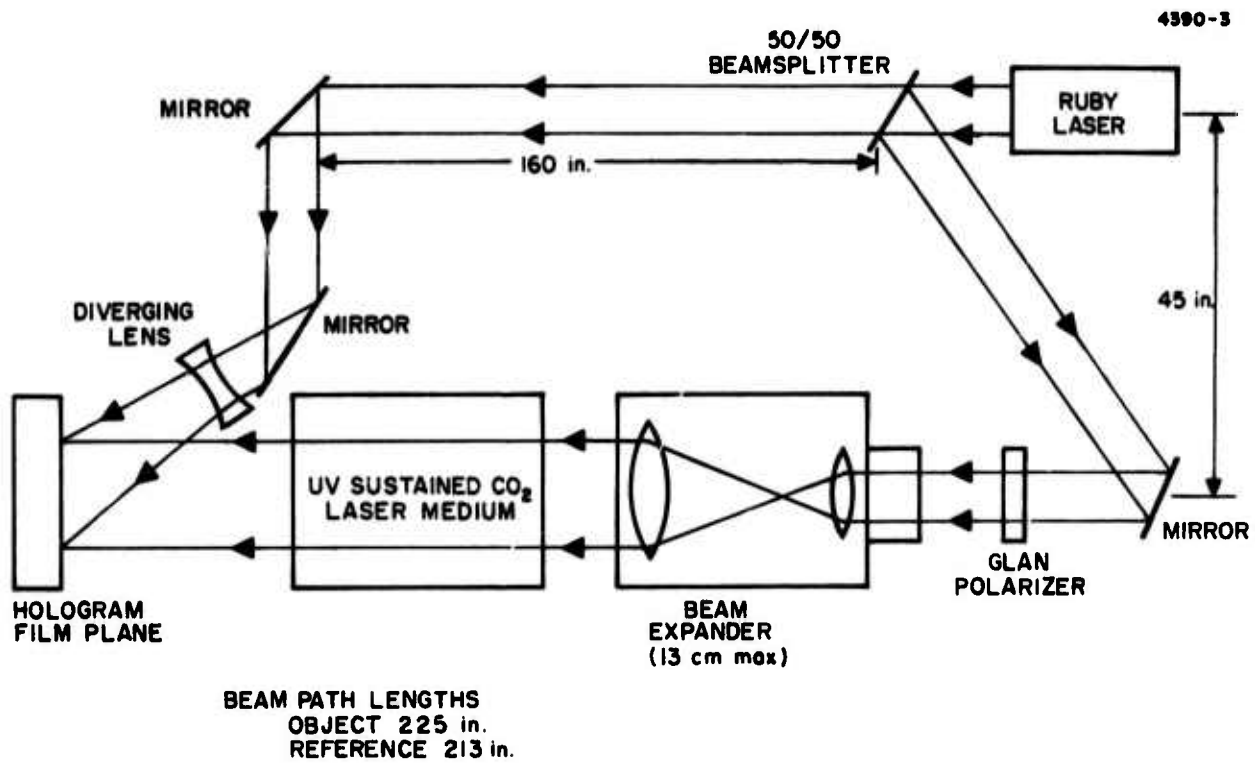 4390-3
50/50
BEAMSPLITTER
MIRROR
RUBY
LASER
160 in.
45 in.
DIVERGING
LENS
MIRROR
UV SUSTAINED CO₂
LASER MEDIUM
MIRROR
GLAN
POLARIZER
HOLOGRAM
FILM PLANE
BEAM
EXPANDER
(13 cm max)
BEAM PATH LENGTHS
OBJECT 225 in.
REFERENCE 213 in.